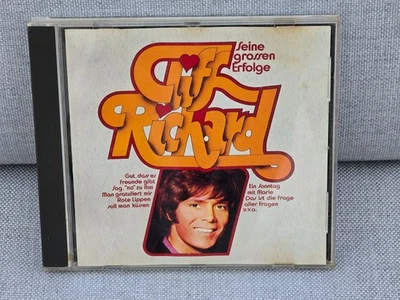 Seine
grossen
Erfolge
Cliff
Richard
Gut, dass es
freunde gibt
Sag "no" zu ihm
Man gratuliert mir
Rote Lippen
soll man küssen
Ein Sonntag
mit Marie
Das ist die Frage
aller Fragen
u.v.a.